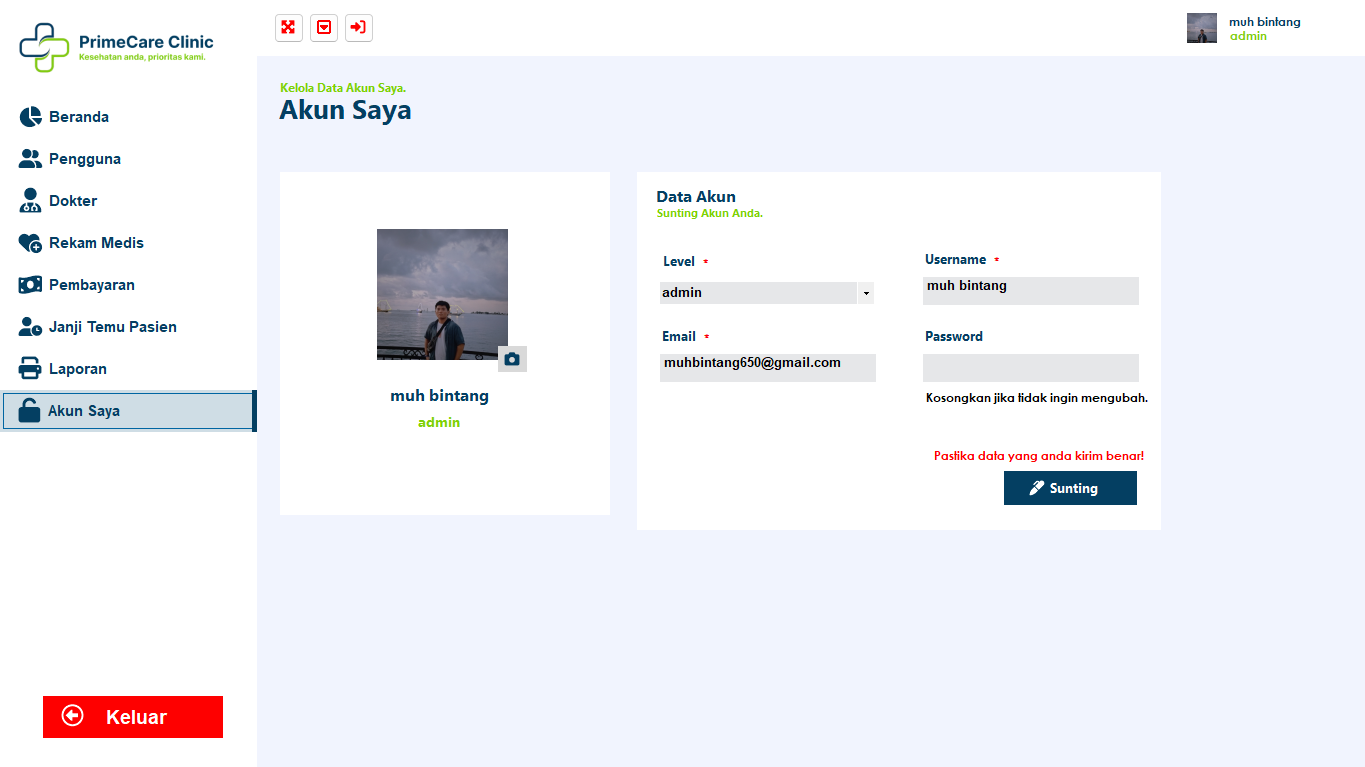 PrimeCare Clinic
Kesehatan anda, prioritas kami.
muh bintang
admin
Beranda
Pengguna
Dokter
Rekam Medis
Pembayaran
Janji Temu Pasien
Laporan
Akun Saya
Keluar
Kelola Data Akun Saya.
Akun Saya
muh bintang
admin
Data Akun
Sunting Akun Anda.
Level *
admin
Username *
muh bintang
Email *
muhbintang650@gmail.com
Password
Kosongkan jika tidak ingin mengubah.
Pastika data yang anda kirim benar!
Sunting